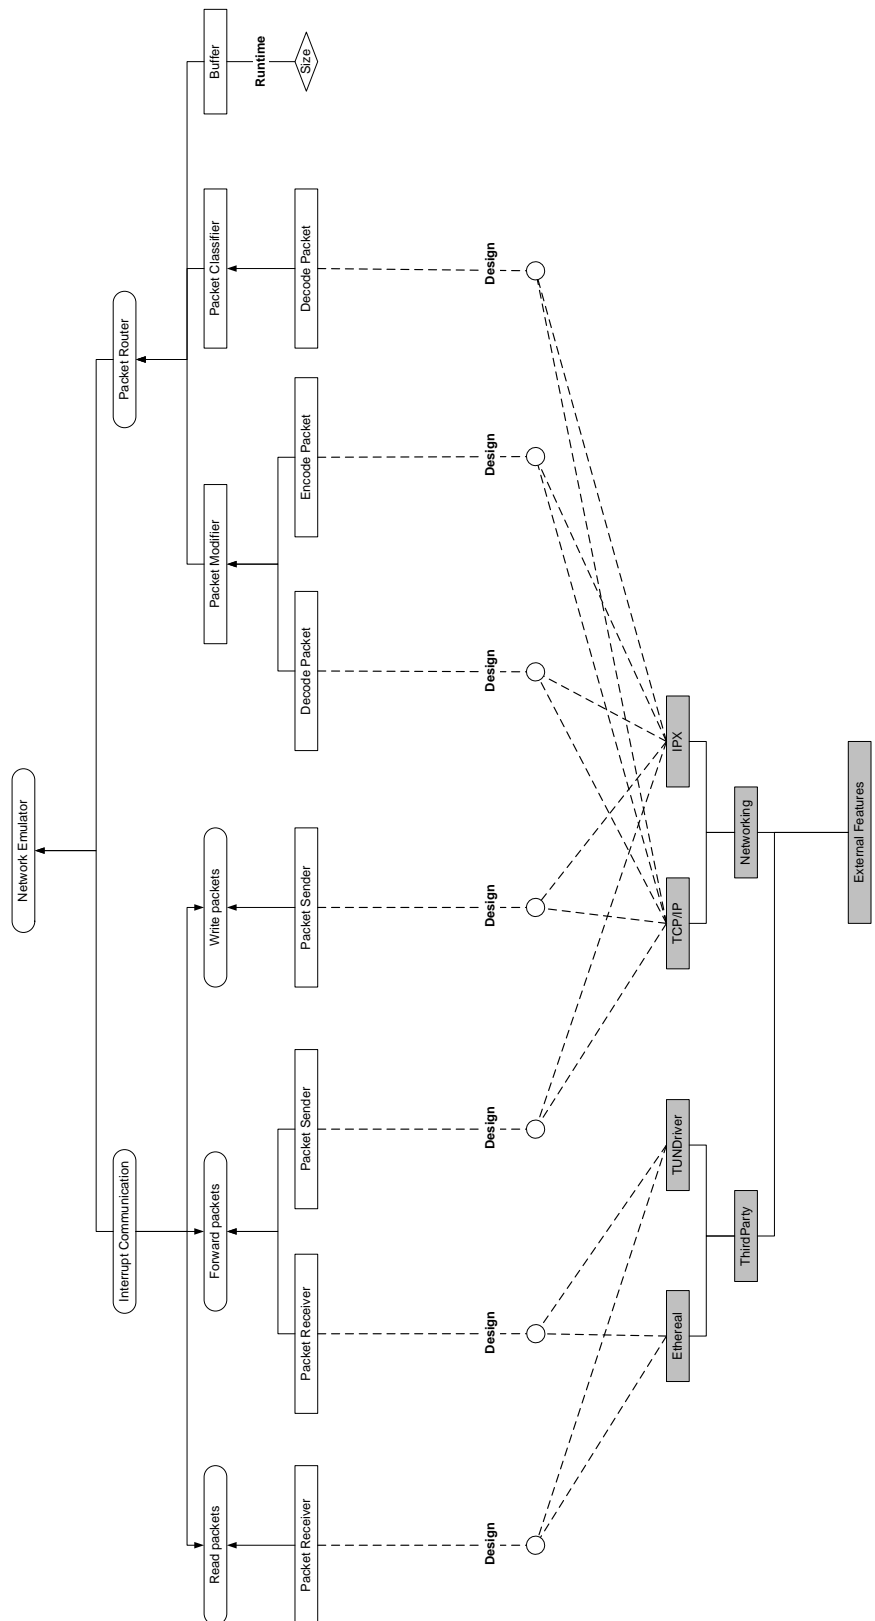 Network Emulator
Interrupt Communication
Packet Router
Read packets
Forward packets
Write packets
Packet Modifier
Packet Classifier
Buffer
Runtime
Size
Packet Receiver
Packet Receiver
Packet Sender
Packet Sender
Decode Packet
Encode Packet
Decode Packet
Design
Design
Design
Design
Design
Design
Design
Ethereal
TUNDriver
TCP/IP
IPX
ThirdParty
Networking
External Features